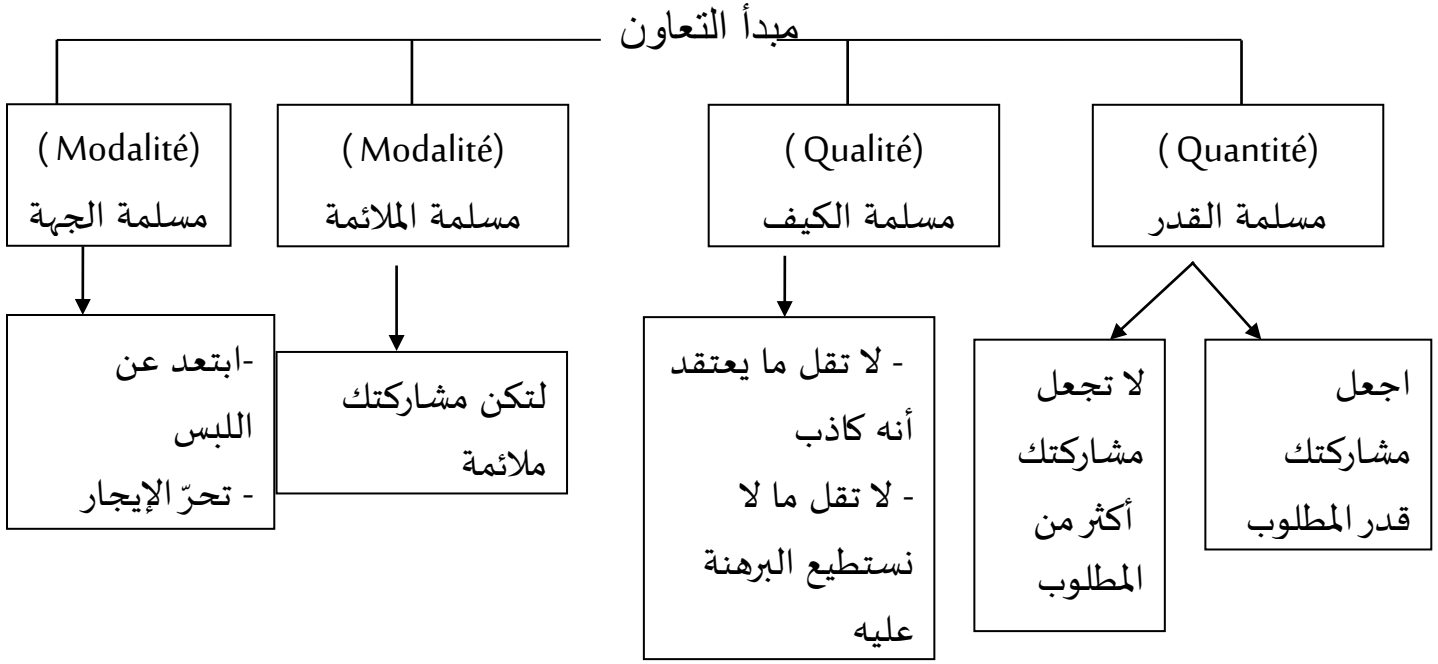 مبدأ التعاون
(Quantité)
مسلمة القدر
(Qualité)
مسلمة الكيف
(Modalité)
مسلمة الملائمة
(Modalité)
مسلمة الجهة
اجعل
مشاركتك
قدر المطلوب
لا تجعل
مشاركتك
أكثر من
المطلوب
- لا تقل ما يعتقد
أنه كاذب
- لا تقل ما لا
نستطيع البرهنة
عليه
لتكن مشاركتك
ملائمة
-ابتعد عن
اللبس
- تحرّ الإيجار